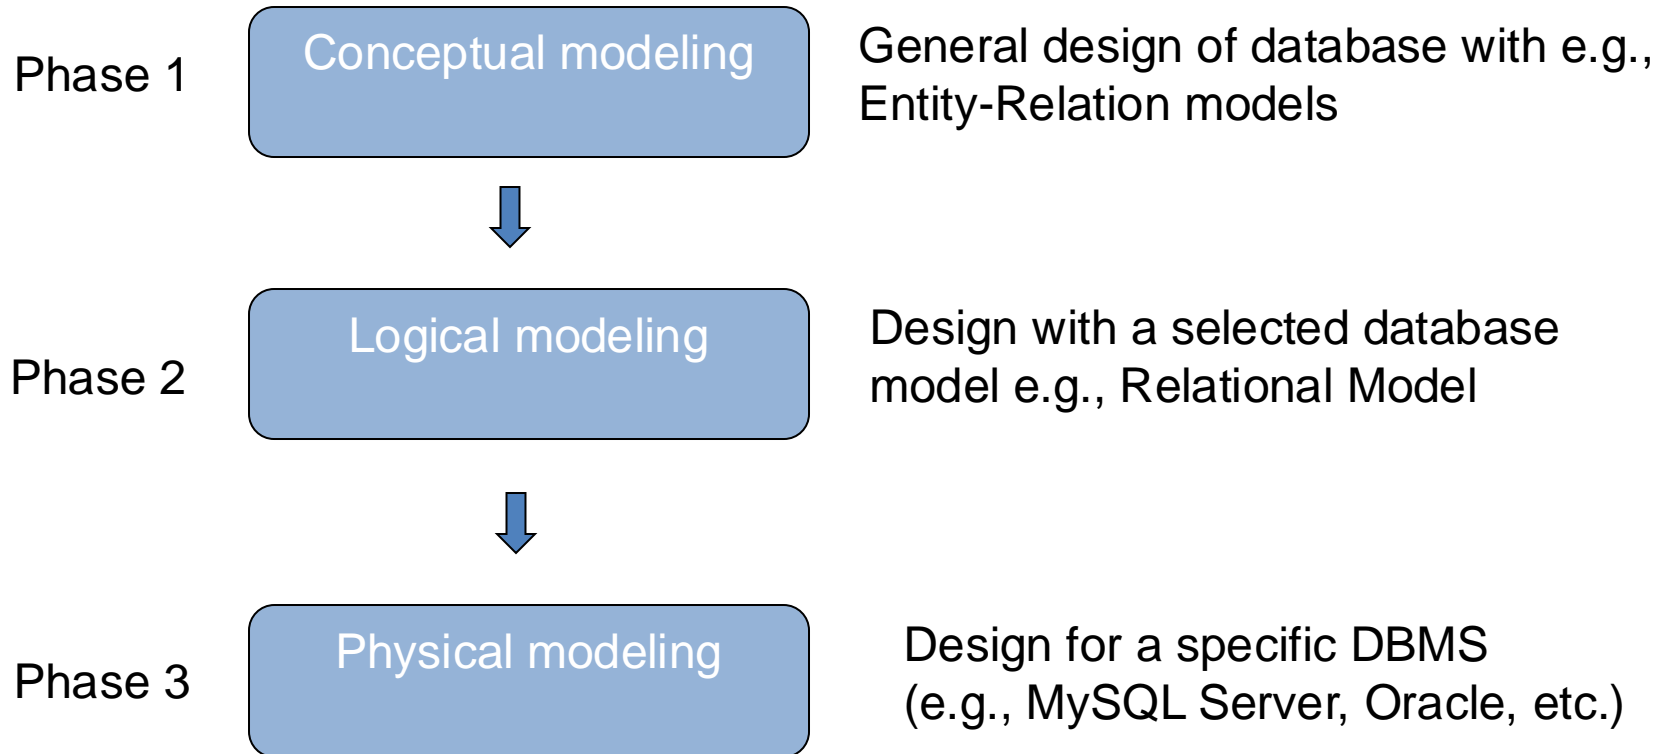 Phase 1
Conceptual modeling
General design of database with e.g.,
Entity-Relation models
Phase 2
Logical modeling
Design with a selected database
model e.g., Relational Model
Phase 3
Physical modeling
Design for a specific DBMS
(e.g., MySQL Server, Oracle, etc.)